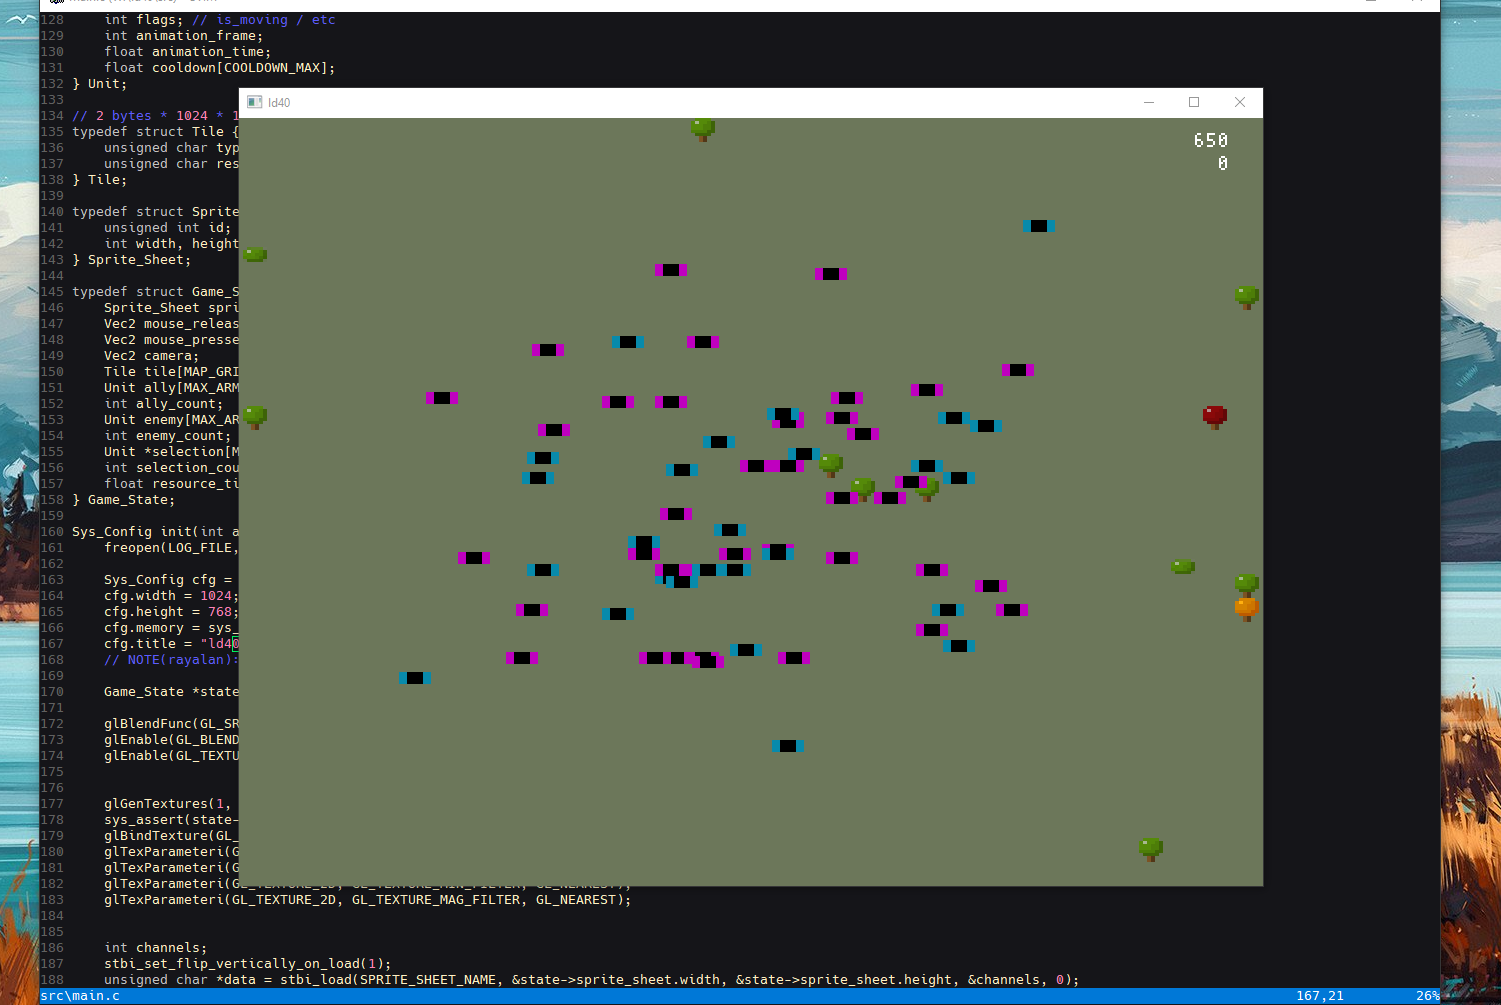 128     int flags; // is_moving / etc
129     int animation_frame;
130     float animation_time;
131     float cooldown[COOLDOWN_MAX];
132 } Unit;
133
134 // 2 bytes * 1024 * 1
135 typedef struct Tile {
136     unsigned char typ
137     unsigned char res
138 } Tile;
139
140 typedef struct Sprite
141     unsigned int id;
142     int width, height
143 } Sprite_Sheet;
144
145 typedef struct Game_S
146     Sprite_Sheet spri
147     Vec2 mouse_releas
148     Vec2 mouse_presse
149     Vec2 camera;
150     Tile tile[MAP_GRI
151     Unit ally[MAX_ARM
152     int ally_count;
153     Unit enemy[MAX_AR
154     int enemy_count;
155     Unit *selection[M
156     int selection_cou
157     float resource_ti
158 } Game_State;
159
160 Sys_Config init(int a
161     freopen(LOG_FILE,
162
163     Sys_Config cfg =
164     cfg.width = 1024;
165     cfg.height = 768;
166     cfg.memory = sys_
167     cfg.title = "ld40
168     // NOTE(rayalan):
169
170     Game_State *state
171
172     glBlendFunc(GL_SR
173     glEnable(GL_BLEND
174     glEnable(GL_TEXTU
175
176
177     glGenTextures(1,
178     sys_assert(state-
179     glBindTexture(GL_
180     glTexParameteri(G
181     glTexParameteri(G
182     glTexParameteri(GL_TEXTURE_2D, GL_TEXTURE_MIN_FILTER, GL_NEAREST);
183     glTexParameteri(GL_TEXTURE_2D, GL_TEXTURE_MAG_FILTER, GL_NEAREST);
184
185
186     int channels;
187     stbi_set_flip_vertically_on_load(1);
188     unsigned char *data = stbi_load(SPRITE_SHEET_NAME, &state->sprite_sheet.width, &state->sprite_sheet.height, &channels, 0);
src\main.c 167,21 26%
ld40
650
0